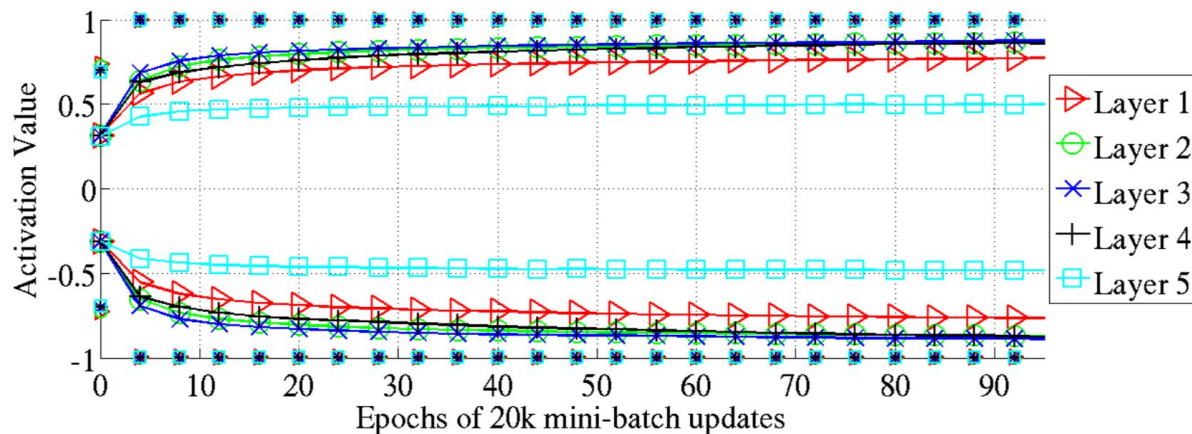 1
0.5
0
-0.5
-1
Activation Value
0 10 20 30 40 50 60 70 80 90
Epochs of 20k mini-batch updates
Layer 1
Layer 2
Layer 3
Layer 4
Layer 5